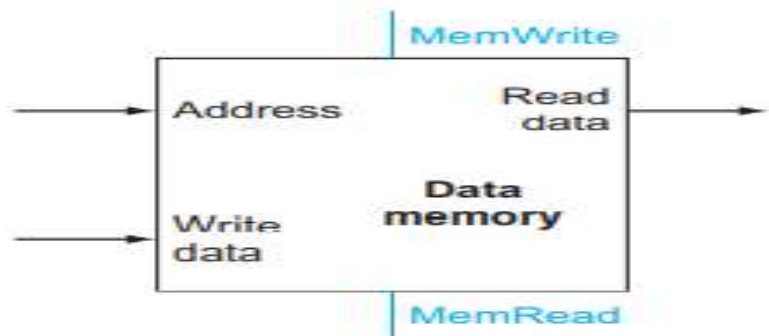 MemWrite
Address
Read
data
Data
memory
Write
data
MemRead